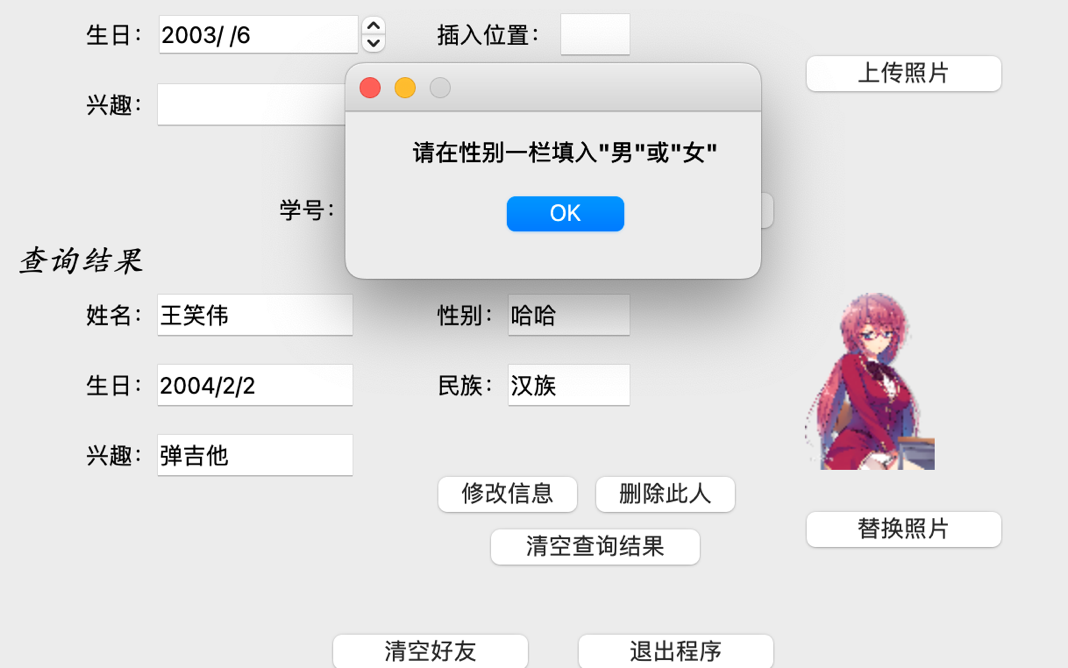 生日： 2003/ /6 插入位置：
上传照片
兴趣：
请在性别一栏填入"男"或"女"
学号：
OK
查询结果
姓名： 王笑伟 性别： 哈哈
生日： 2004/2/2 民族： 汉族
兴趣： 弹吉他
修改信息 删除此人
替换照片
清空查询结果
清空好友 退出程序